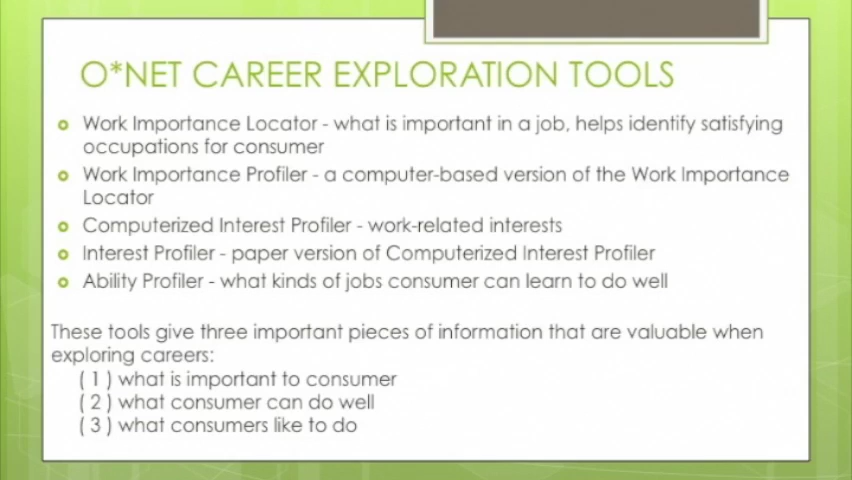 O*NET CAREER EXPLORATION TOOLS
Work Importance Locator - what is important in a job, helps identify satisfying
occupations for consumer
Work Importance Profiler - a computer-based version of the Work Importance
Locator
Computerized Interest Profiler - work-related interests
Interest Profiler - paper version of Computerized Interest Profiler
Ability Profiler - what kinds of jobs consumer can learn to do well
These tools give three important pieces of information that are valuable when
exploring careers:
( 1 ) what is important to consumer
( 2 ) what consumer can do well
( 3 ) what consumers like to do